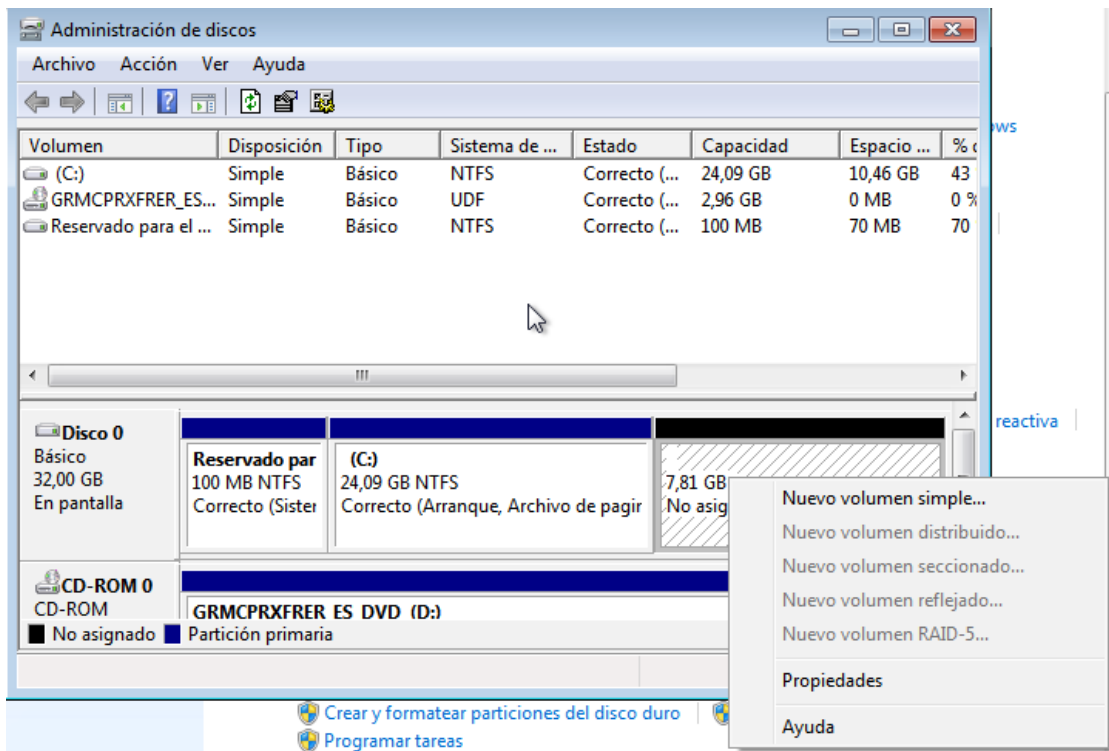 Administración de discos
Archivo Acción Ver Ayuda
ows
Volumen Disposición Tipo Sistema de ... Estado Capacidad Espacio ... %
(C:) Simple Básico NTFS Correcto (... 24,09 GB 10,46 GB 43
GRMCPRXFRER_ES... Simple Básico UDF Correcto (... 2,96 GB 0 MB 0 %
Reservado para el ... Simple Básico NTFS Correcto (... 100 MB 70 MB 70
reactiva
Disco 0
Básico
32,00 GB
En pantalla
Reservado par
100 MB NTFS
Correcto (Sister
(C:)
24,09 GB NTFS
Correcto (Arranque, Archivo de pagir
7,81 GB
No asig
Nuevo volumen simple...
Nuevo volumen distribuido...
Nuevo volumen seccionado...
Nuevo volumen reflejado...
Nuevo volumen RAID-5...
Propiedades
Ayuda
CD-ROM 0
CD-ROM
GRMCPRXFRER_ES_DVD (D:)
No asignado Partición primaria
Crear y formatear particiones del disco duro
Programar tareas